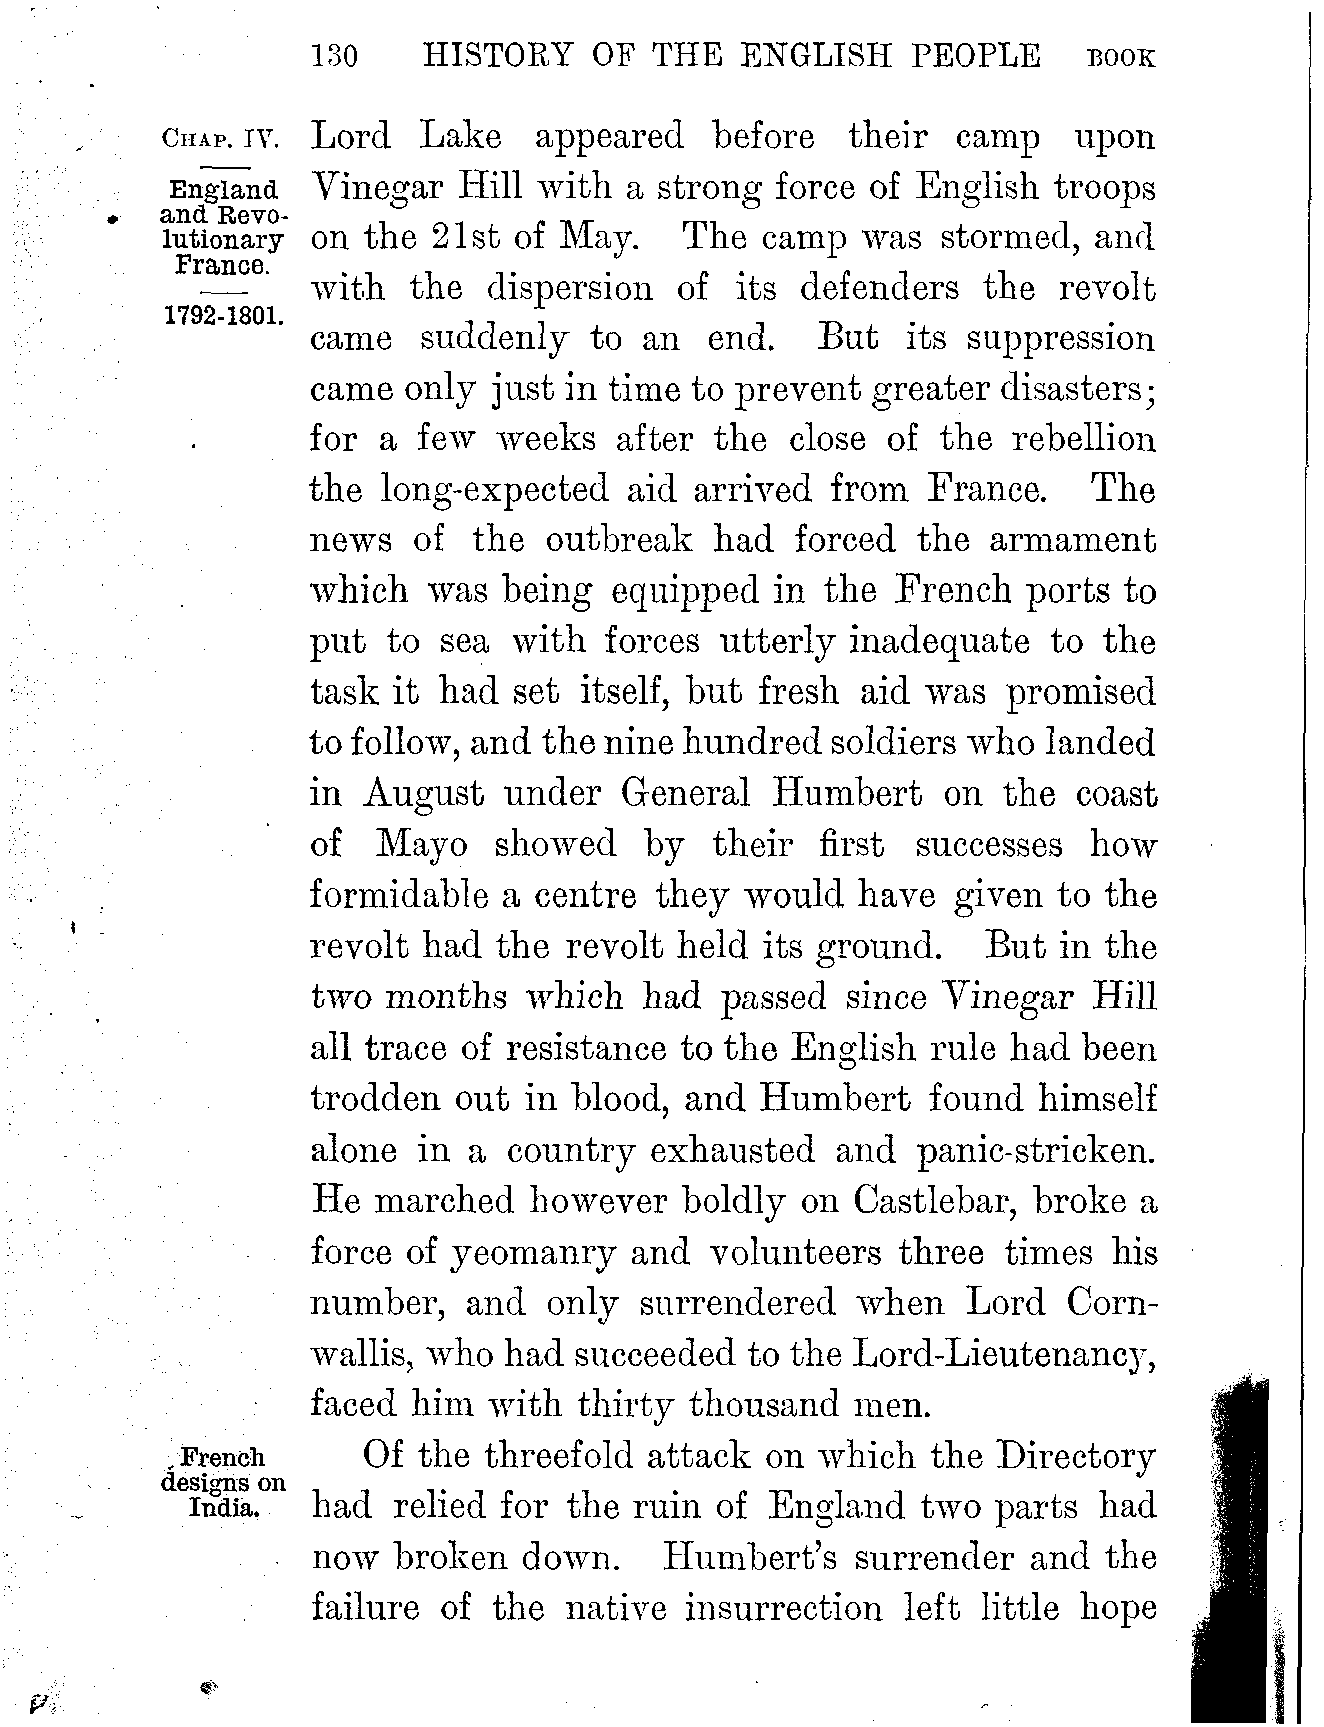 130 HISTORY OF THE ENGLISH PEOPLE BOOK
CHAP. IV.
England
and Revo-
lutionary
France.
1792-1801.
Lord Lake appeared before their camp upon
Vinegar Hill with a strong force of English troops
on the 21st of May. The camp was stormed, and
with the dispersion of its defenders the revolt
came suddenly to an end. But its suppression
came only just in time to prevent greater disasters;
for a few weeks after the close of the rebellion
the long-expected aid arrived from France. The
news of the outbreak had forced the armament
which was being equipped in the French ports to
put to sea with forces utterly inadequate to the
task it had set itself, but fresh aid was promised
to follow, and the nine hundred soldiers who landed
in August under General Humbert on the coast
of Mayo showed by their first successes how
formidable a centre they would have given to the
revolt had the revolt held its ground. But in the
two months which had passed since Vinegar Hill
all trace of resistance to the English rule had been
trodden out in blood, and Humbert found himself
alone in a country exhausted and panic-stricken.
He marched however boldly on Castlebar, broke a
force of yeomanry and volunteers three times his
number, and only surrendered when Lord Corn-
wallis, who had succeeded to the Lord-Lieutenancy,
faced him with thirty thousand men.
French
designs on
India.
Of the threefold attack on which the Directory
had relied for the ruin of England two parts had
now broken down. Humbert's surrender and the
failure of the native insurrection left little hope